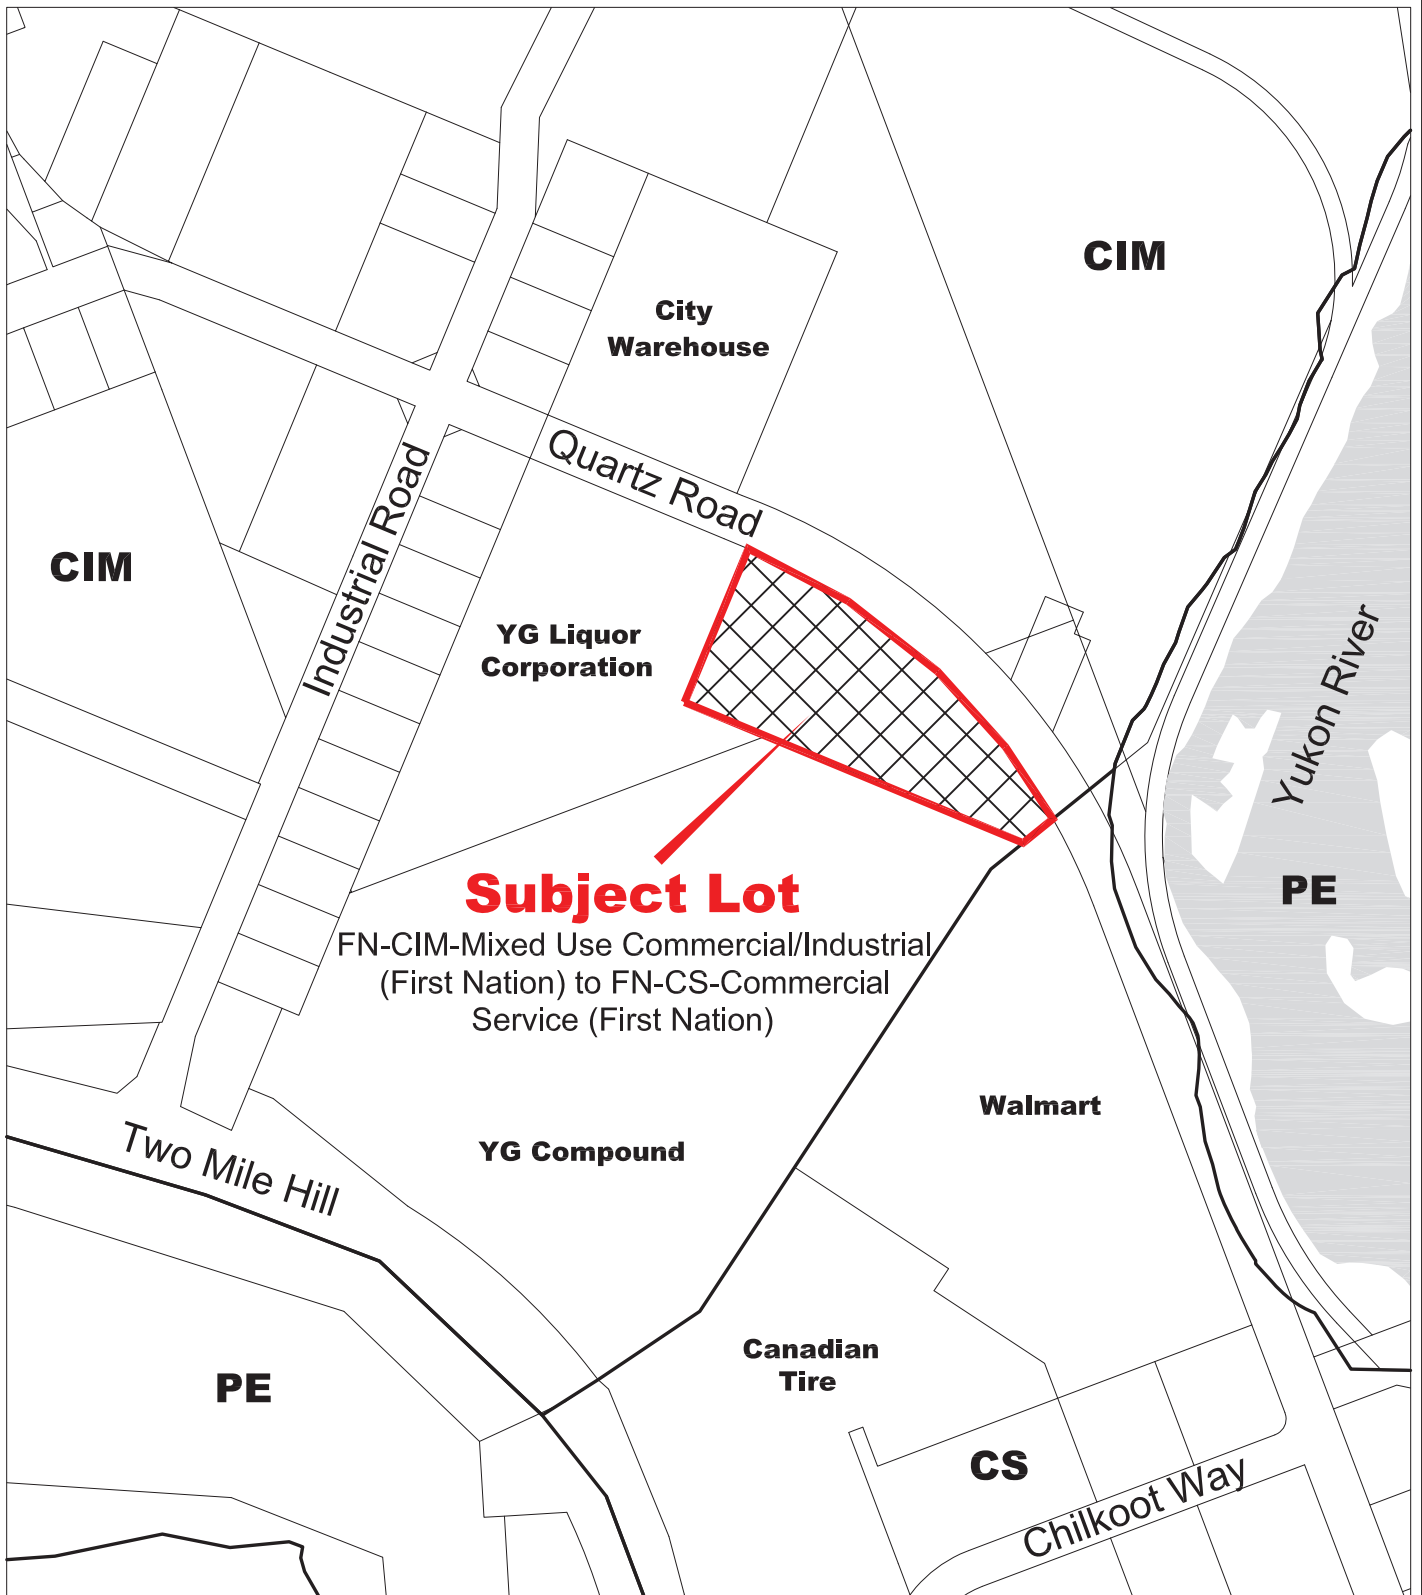 CIM
City
Warehouse
Quartz Road
Industrial Road
CIM
YG Liquor
Corporation
Yukon River
PE
Subject Lot
FN-CIM-Mixed Use Commercial/Industrial
(First Nation) to FN-CS-Commercial
Service (First Nation)
Walmart
Two Mile Hill
YG Compound
Canadian
Tire
PE
CS
Chilkoot Way